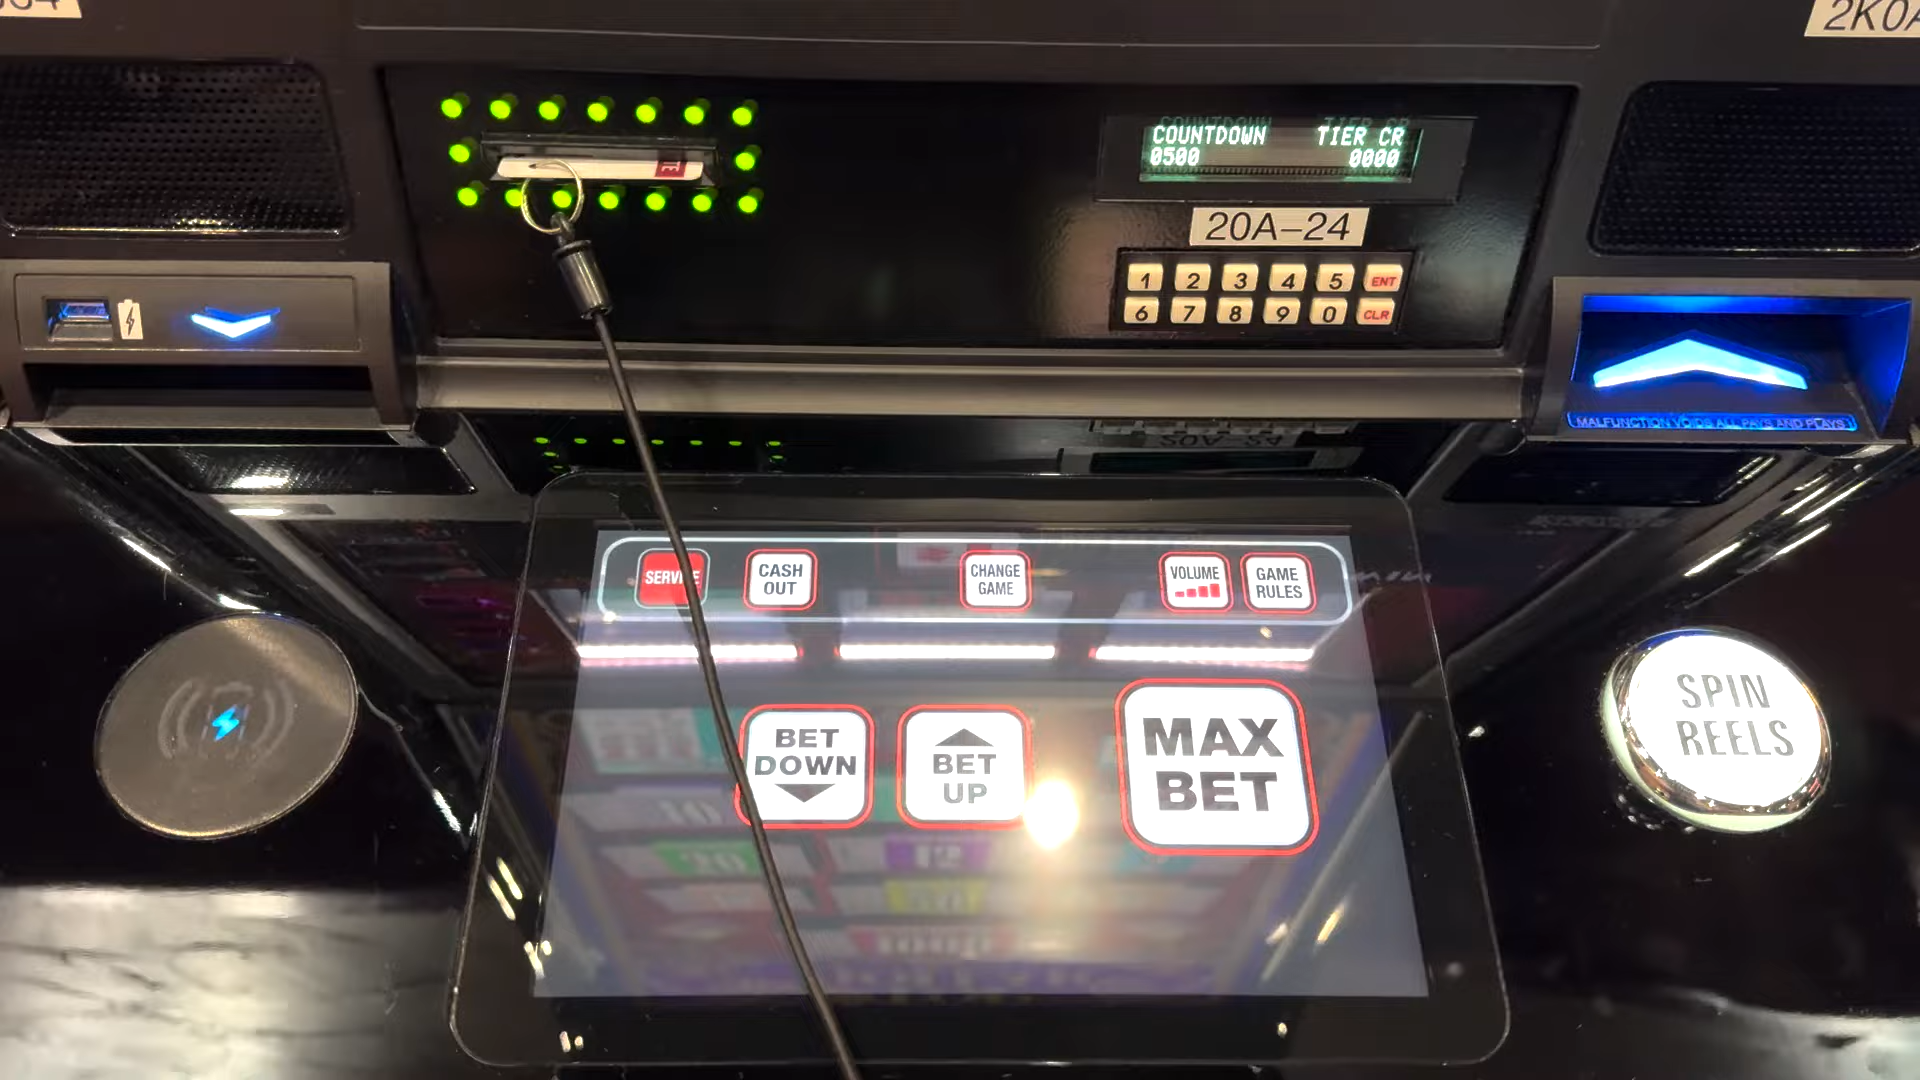 2K0A
COUNTDOWN TIER CR
0500 0000
20A-24
1 2 3 4 5 ENT
6 7 8 9 0 CLR
MALFUNCTION VOIDS ALL PAYS AND PLAYS
SERVICE
CASH
OUT
CHANGE
GAME
VOLUME
GAME
RULES
BET
DOWN
BET
UP
MAX
BET
SPIN
REELS